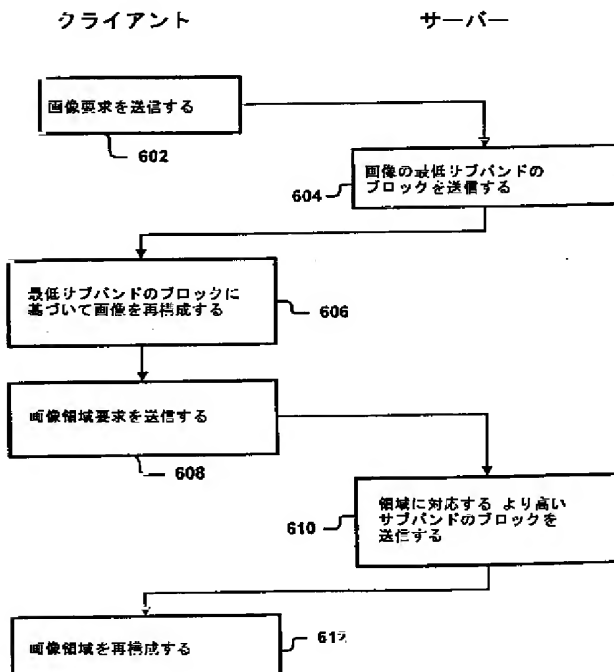 クライアント
サーバー
画像要求を送信する
602
画像の最低サブバンドの
ブロックを送信する
604
最低サブバンドのブロックに
基づいて画像を再構成する
606
画像領域要求を送信する
608
領域に対応する より高い
サブバンドのブロックを
送信する
610
画像領域を再構成する
612